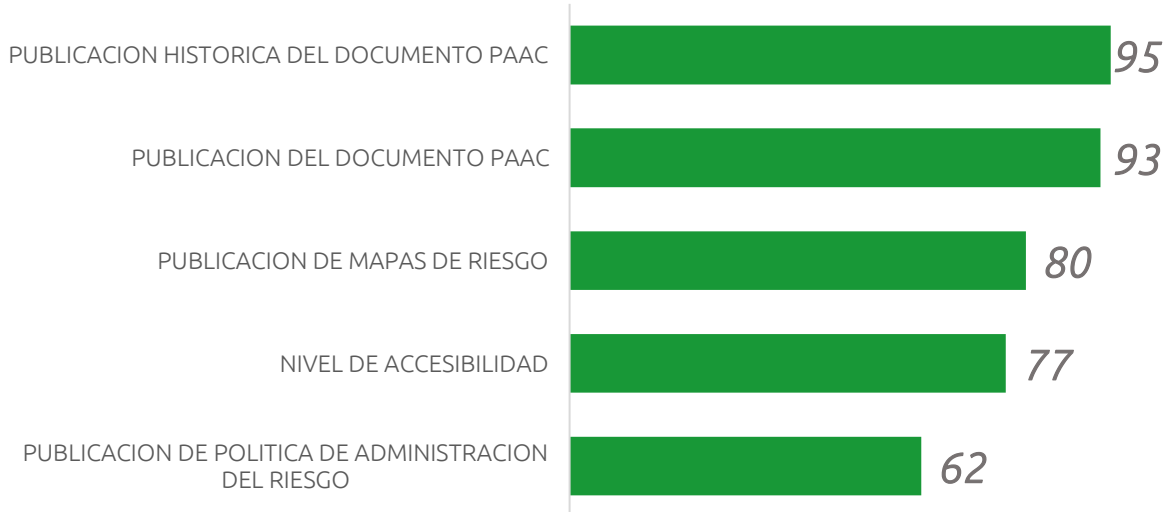 PUBLICACION HISTORICA DEL DOCUMENTO PAAC 95
PUBLICACION DEL DOCUMENTO PAAC 93
PUBLICACION DE MAPAS DE RIESGO 80
NIVEL DE ACCESIBILIDAD 77
PUBLICACION DE POLITICA DE ADMINISTRACION
DEL RIESGO 62